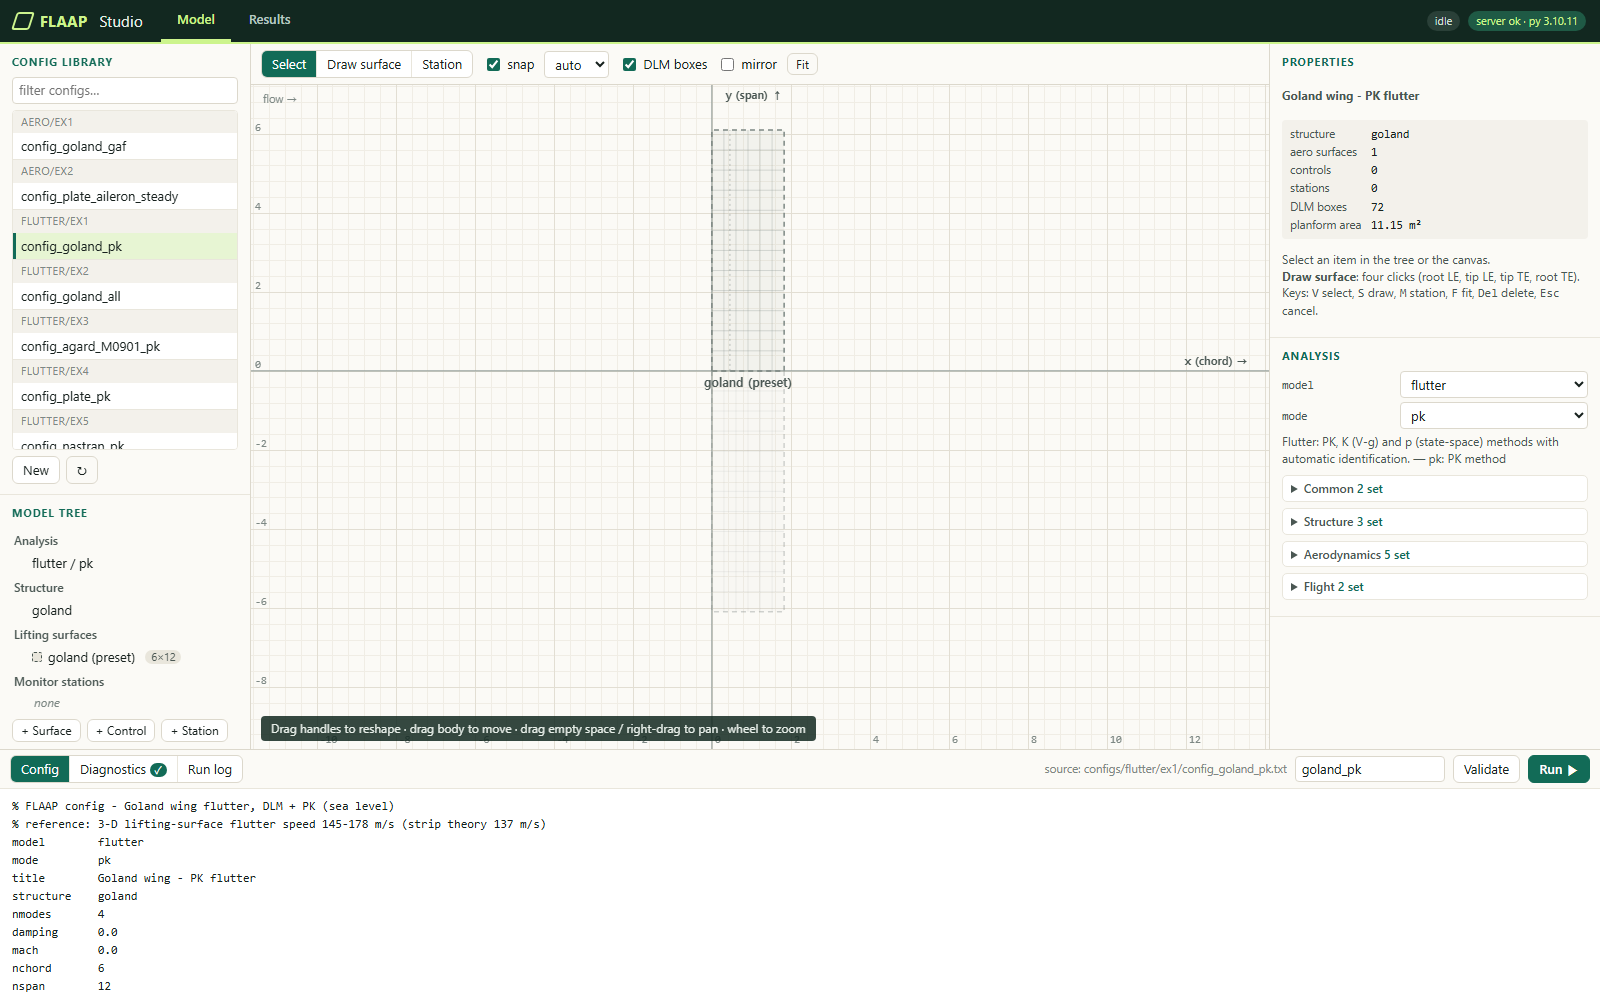 FLAAP Studio Model Results idle server ok · py 3.10.11
CONFIG LIBRARY
filter configs...
AERO/EX1
config_goland_gaf
AERO/EX2
config_plate_aileron_steady
FLUTTER/EX1
config_goland_pk
FLUTTER/EX2
config_goland_all
FLUTTER/EX3
config_agard_M0901_pk
FLUTTER/EX4
config_plate_pk
FLUTTER/EX5
config_nastran_pk
New ↻
MODEL TREE
Analysis
flutter / pk
Structure
goland
Lifting surfaces
goland (preset) 6×12
Monitor stations
none
+ Surface + Control + Station
Select Draw surface Station snap auto DLM boxes mirror Fit
flow →
y (span) ↑
6
4
2
0
x (chord) →
goland (preset)
-2
-4
-6
-8
Drag handles to reshape · drag body to move · drag empty space / right-drag to pan · wheel to zoom
4 6 8 10 12
PROPERTIES
Goland wing - PK flutter
structure goland
aero surfaces 1
controls 0
stations 0
DLM boxes 72
planform area 11.15 m²
Select an item in the tree or the canvas.
Draw surface: four clicks (root LE, tip LE, tip TE, root TE).
Keys: V select, S draw, M station, F fit, Del delete, Esc
cancel.
ANALYSIS
model flutter
mode pk
Flutter: PK, K (V-g) and p (state-space) methods with
automatic identification. — pk: PK method
▶ Common 2 set
▶ Structure 3 set
▶ Aerodynamics 5 set
▶ Flight 2 set
Config Diagnostics ✓ Run log source: configs/flutter/ex1/config_goland_pk.txt goland_pk Validate Run ▶
% FLAAP config - Goland wing flutter, DLM + PK (sea level)
% reference: 3-D lifting-surface flutter speed 145-178 m/s (strip theory 137 m/s)
model flutter
mode pk
title Goland wing - PK flutter
structure goland
nmodes 4
damping 0.0
mach 0.0
nchord 6
nspan 12